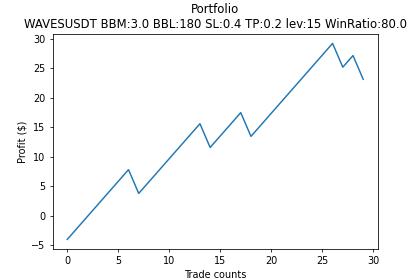 Portfolio
WAVESUSDT BBM:3.0 BBL:180 SL:0.4 TP:0.2 lev:15 WinRatio:80.0
30
25
20
15
10
5
0
−5
Profit ($)
0 5 10 15 20 25 30
Trade counts